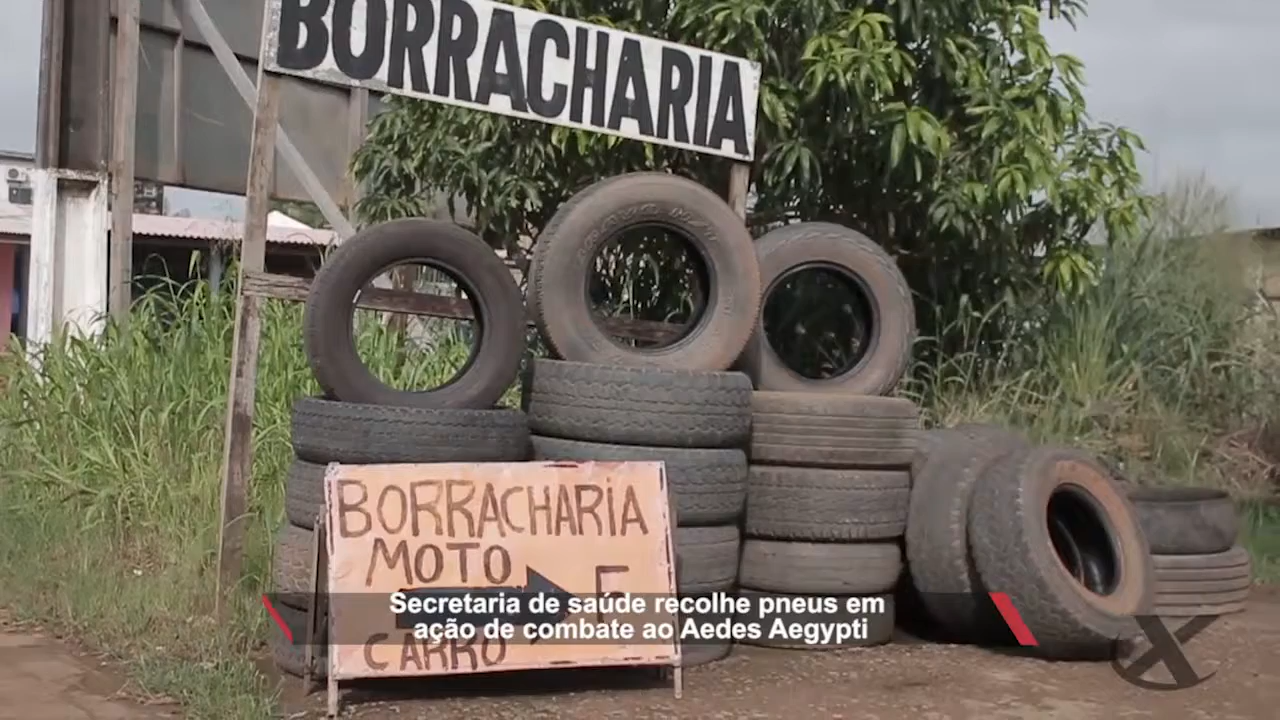 BORRACHARIA
BORRACHARIA
MOTO
E
CARRO
Secretaria de saúde recolhe pneus em
ação de combate ao Aedes Aegypti